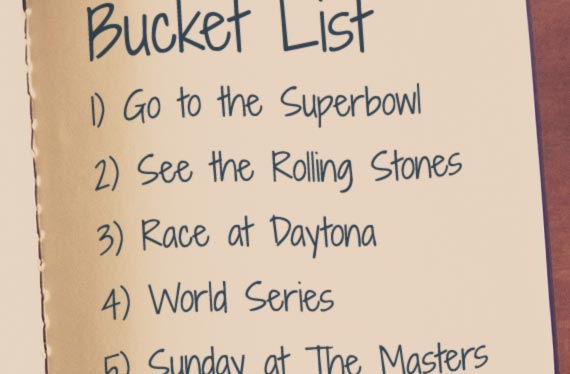 Bucket List
1) Go to the Superbowl
2) See the Rolling Stones
3) Race at Daytona
4) World Series
5) Sunday at The Masters